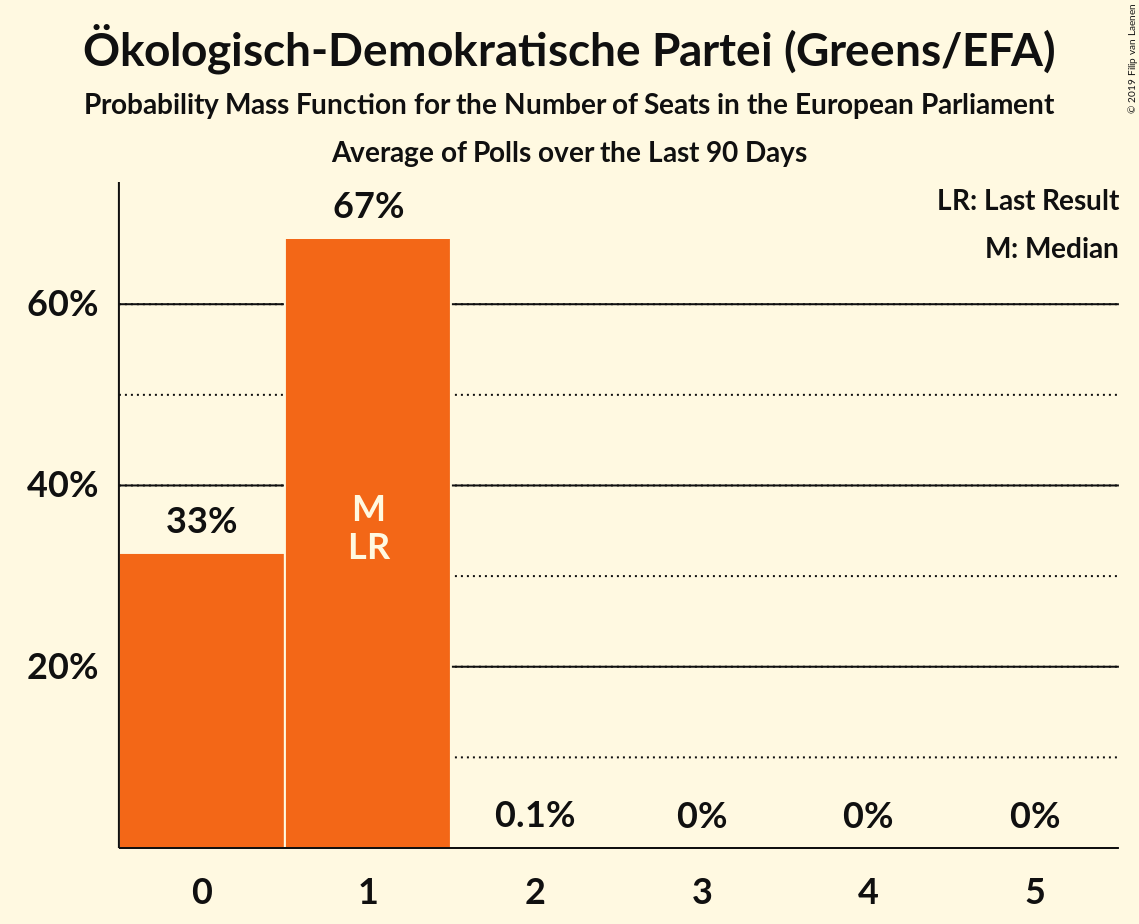 Ökologisch-Demokratische Partei (Greens/EFA)
Probability Mass Function for the Number of Seats in the European Parliament
Average of Polls over the Last 90 Days
© 2019 Filip van Laenen
LR: Last Result
M: Median
67%
60%
40%
33%
M
LR
20%
0.1%
0%
0%
0%
0
1
2
3
4
5